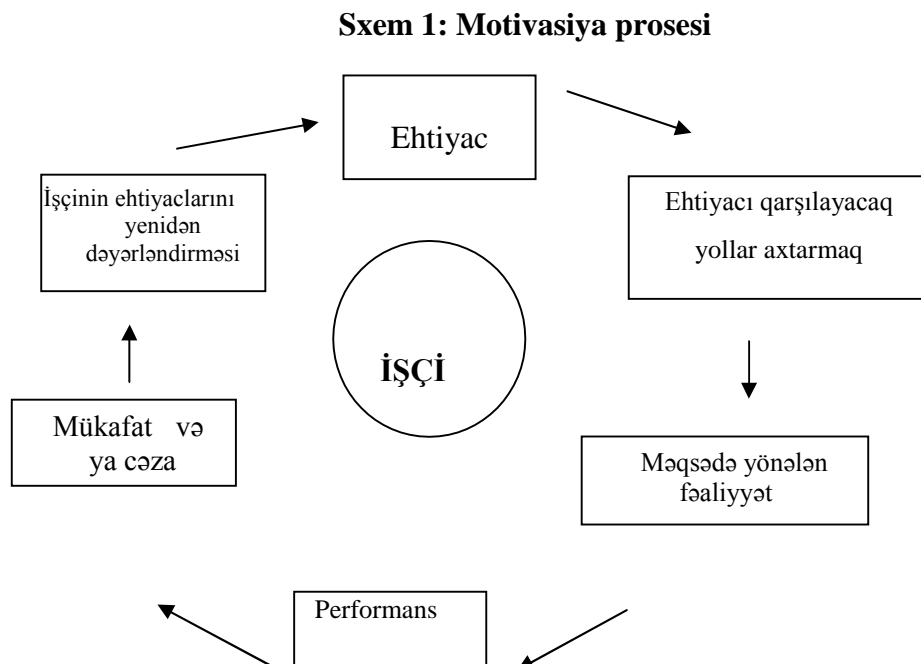 Sxem 1: Motivasiya prosesi
Ehtiyac
Ehtiyacı qarşılayacaq
yollar axtarmaq
Məqsədə yönələn
fəaliyyət
Performans
Mükafat və
ya cəza
İşçinin ehtiyaclarını
yenidən
dəyərləndirməsi
İŞÇİ